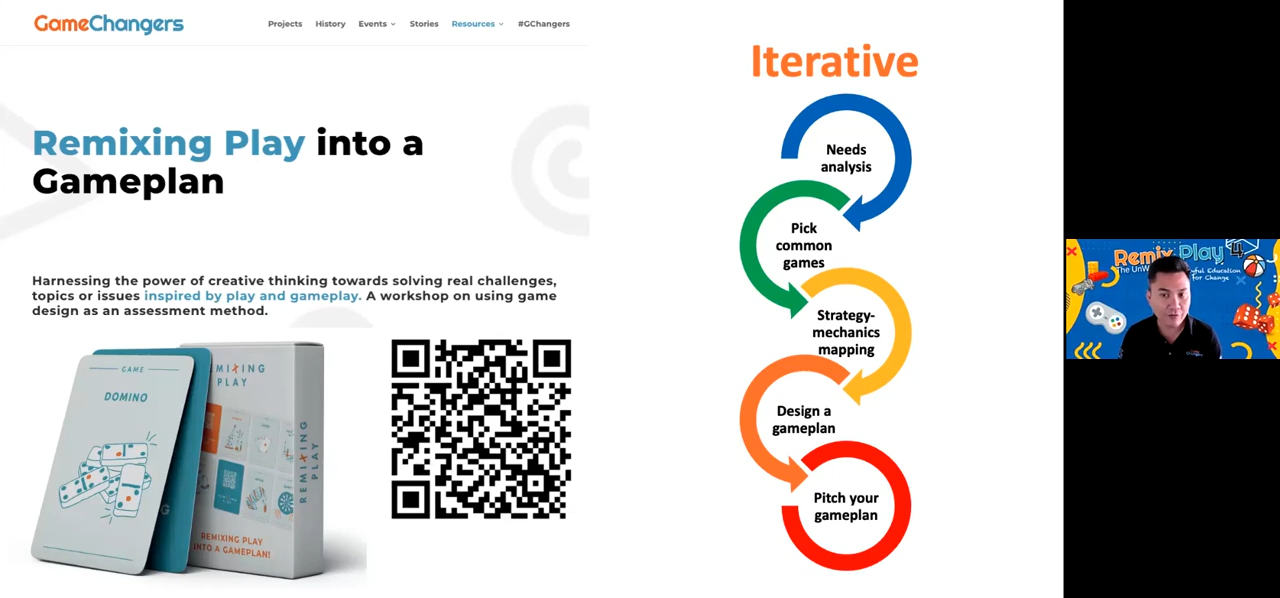 GameChangers
Projects History Events Stories Resources #GChangers
Remixing Play into a
Gameplan
Harnessing the power of creative thinking towards solving real challenges,
topics or issues inspired by play and gameplay. A workshop on using game
design as an assessment method.
GAME
DOMINO
REMIXING
PLAY
REMIXING PLAY
REMIXING PLAY
INTO A GAMEPLAN!
Iterative
Needs
analysis
Pick
common
games
Strategy-
mechanics
mapping
Design a
gameplan
Pitch your
gameplan
Remix Play 4